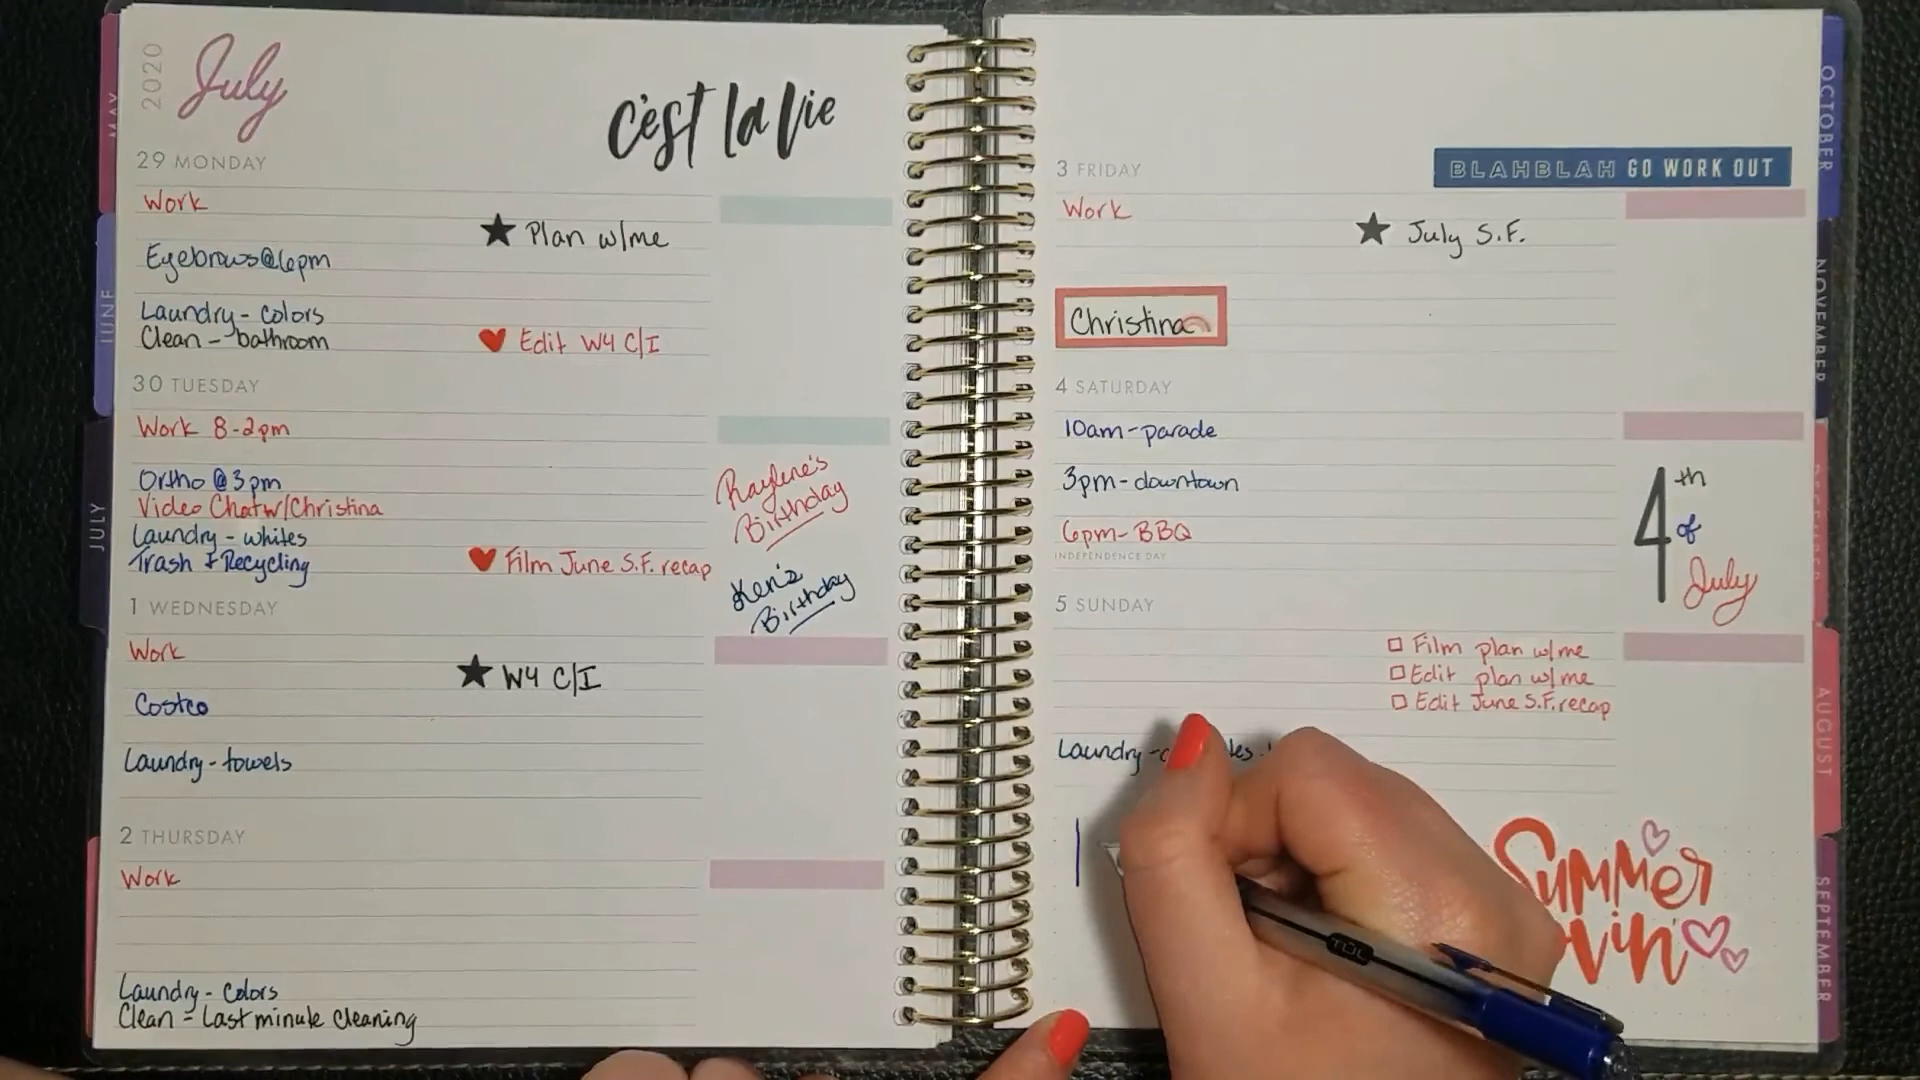 2020
July
c'est la vie
29 MONDAY
Work
★ Plan w/me
Eyebrows@6pm
Laundry - colors
Clean - bathroom
♥ Edit W4 C/I
30 TUESDAY
Work 8-2pm
Ortho @ 3pm
Video Chat w/Christina
Laundry - whites
Trash & Recycling
♥ Film June S.F. recap
Raylene's
Birthday
Ken's
Birthday
1 WEDNESDAY
Work
★ W4 C/I
Costco
Laundry - towels
2 THURSDAY
Work
Laundry - colors
Clean - Last minute cleaning
3 FRIDAY
BLAHBLAH GO WORK OUT
Work
★ July S.F.
Christina
4 SATURDAY
10am - parade
3pm - downtown
6pm - BBQ
INDEPENDENCE DAY
4th
of
July
5 SUNDAY
☐ Film plan w/me
☐ Edit plan w/me
☐ Edit June S.F. recap
Laundry -
Summer
MAY
JUNE
JULY
OCTOBER
NOVEMBER
DECEMBER
AUGUST
SEPTEMBER
TUL